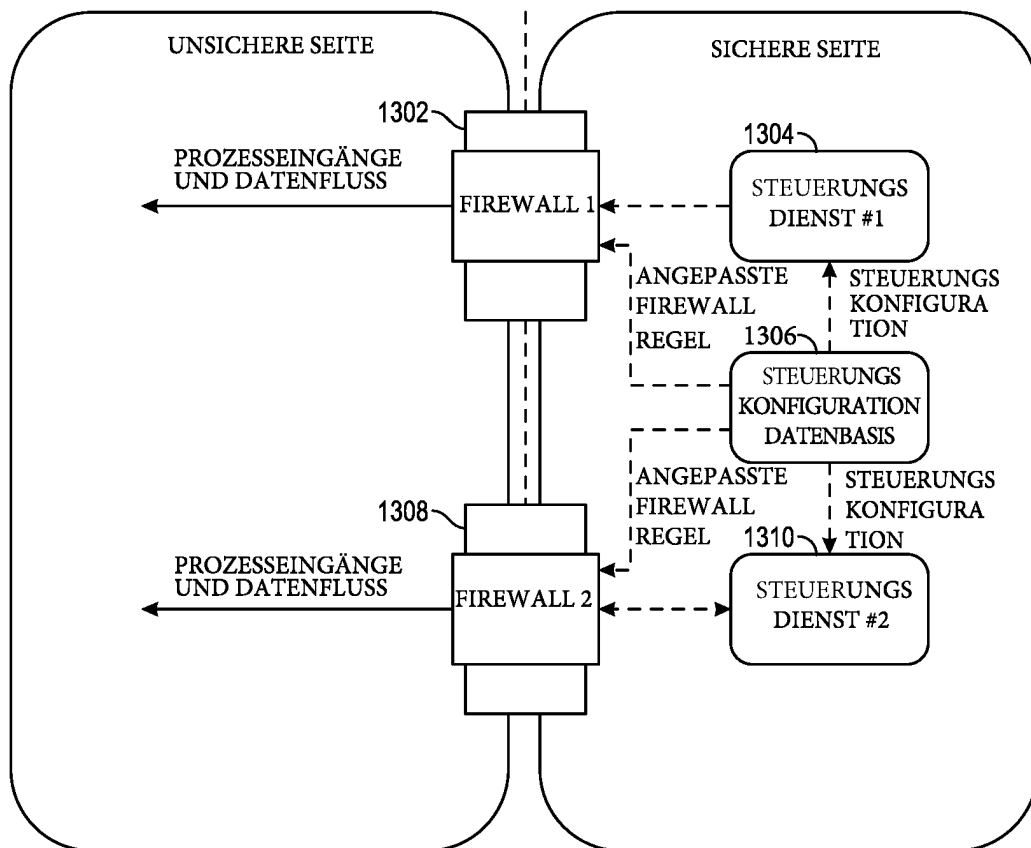 UNSICHERE SEITE
SICHERE SEITE
1302
PROZESSEINGÄNGE
UND DATENFLUSS
FIREWALL 1
1304
STEUERUNGS
DIENST #1
ANGEPASSTE
FIREWALL
REGEL
STEUERUNGS
KONFIGURA
TION
1306
STEUERUNGS
KONFIGURATION
DATENBASIS
ANGEPASSTE
FIREWALL
REGEL
STEUERUNGS
KONFIGURA
TION
1308
PROZESSEINGÄNGE
UND DATENFLUSS
FIREWALL 2
1310
STEUERUNGS
DIENST #2